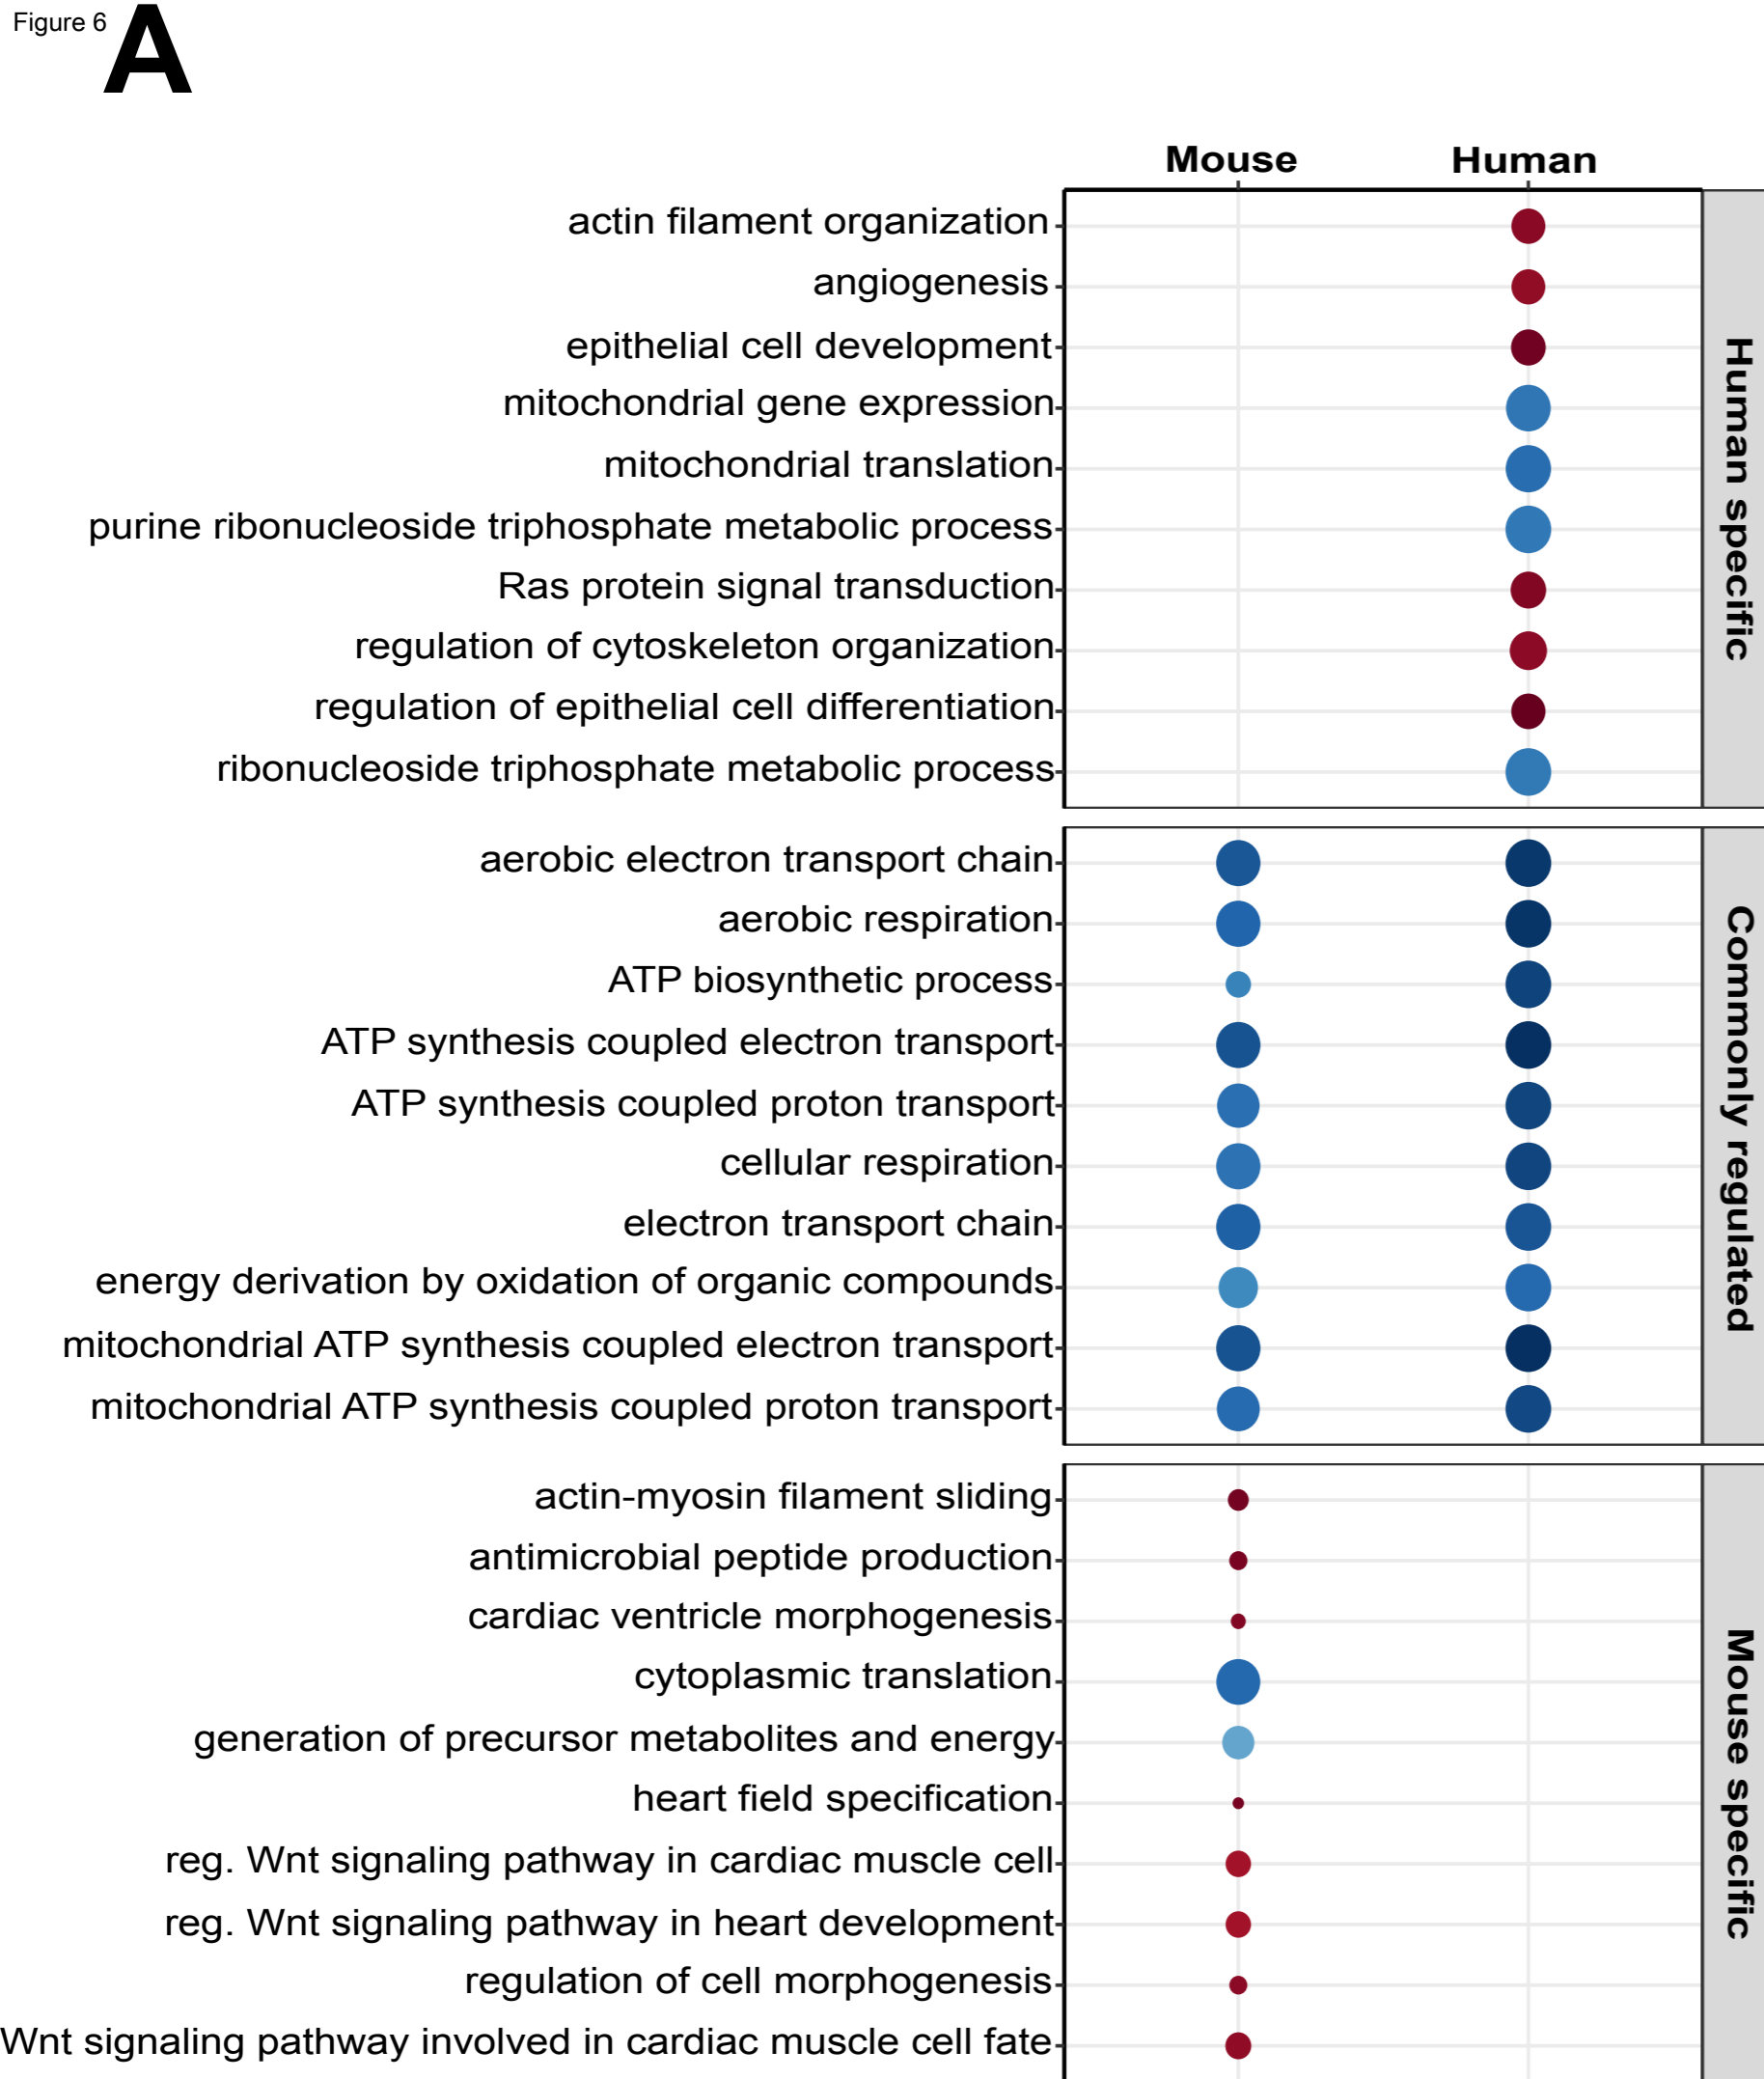 Figure 6
A
Mouse Human
actin filament organization
angiogenesis
epithelial cell development
mitochondrial gene expression
mitochondrial translation
purine ribonucleoside triphosphate metabolic process
Ras protein signal transduction
regulation of cytoskeleton organization
regulation of epithelial cell differentiation
ribonucleoside triphosphate metabolic process
Human specific
aerobic electron transport chain
aerobic respiration
ATP biosynthetic process
ATP synthesis coupled electron transport
ATP synthesis coupled proton transport
cellular respiration
electron transport chain
energy derivation by oxidation of organic compounds
mitochondrial ATP synthesis coupled electron transport
mitochondrial ATP synthesis coupled proton transport
Commonly regulated
actin-myosin filament sliding
antimicrobial peptide production
cardiac ventricle morphogenesis
cytoplasmic translation
generation of precursor metabolites and energy
heart field specification
reg. Wnt signaling pathway in cardiac muscle cell
reg. Wnt signaling pathway in heart development
regulation of cell morphogenesis
Wnt signaling pathway involved in cardiac muscle cell fate
Mouse specific